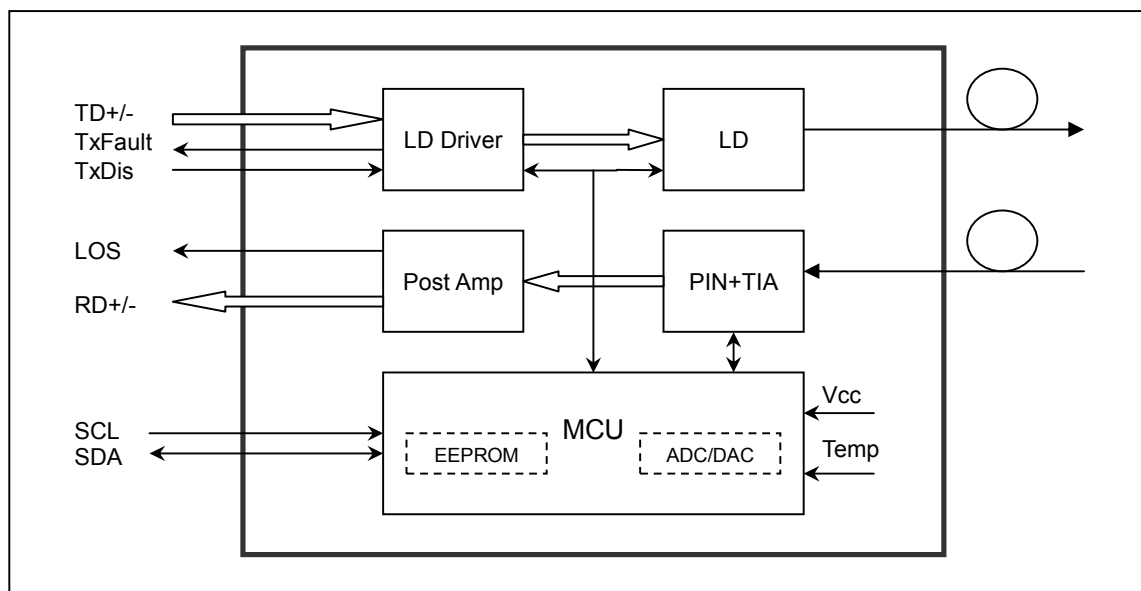 TD+/-
TxFault
TxDis
LD Driver
LD
LOS
RD+/-
Post Amp
PIN+TIA
SCL
SDA
MCU
EEPROM
ADC/DAC
Vcc
Temp